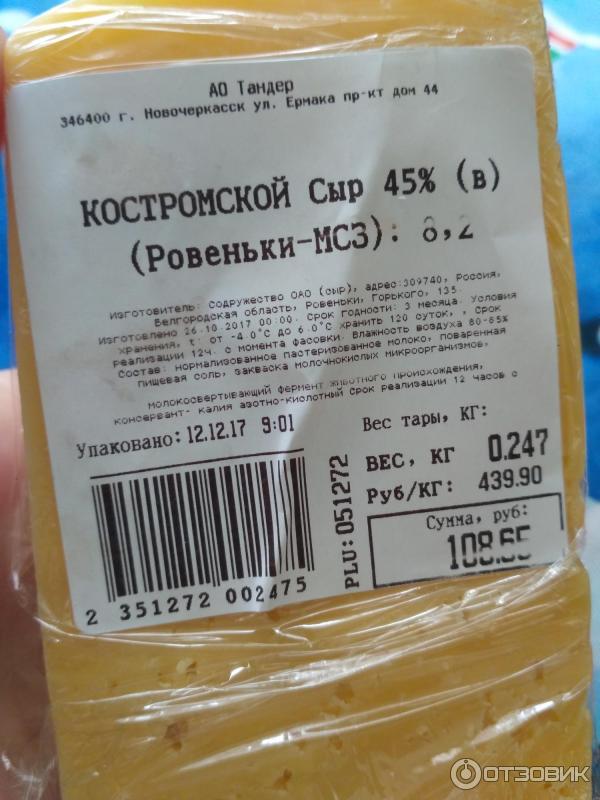 АО Тандер
346400 г. Новочеркасск ул. Ермака пр-кт дом 44
КОСТРОМСКОЙ Сыр 45% (в)
(Ровеньки-МСЗ): 8,2
Изготовитель: Содружество ОАО (сыр), адрес:309740, Россия,
Белгородская область, Ровеньки, Горького, 135.
Изготовлено 26.10.2017 00:00. Срок годности: 3 месяца. Условия
хранения, t: от -4.0°С до 6.0°С хранить 120 суток, , Срок
реализации 12ч. с момента фасовки. Влажность воздуха 80-85%
Состав: нормализованное пастеризованное молоко, поваренная
пищевая соль, закваска молочнокислых микроорганизмов,
молокосвертывающий фермент животного происхождения,
консервант- калия азотно-кислотный Срок реализации 12 часов с
Упаковано: 12.12.17 9:01
Вес тары, КГ:
ВЕС, КГ 0.247
Руб/КГ: 439.90
Сумма, руб:
108.65
PLU: 051272
2 351272 002475
ОТЗОВИК